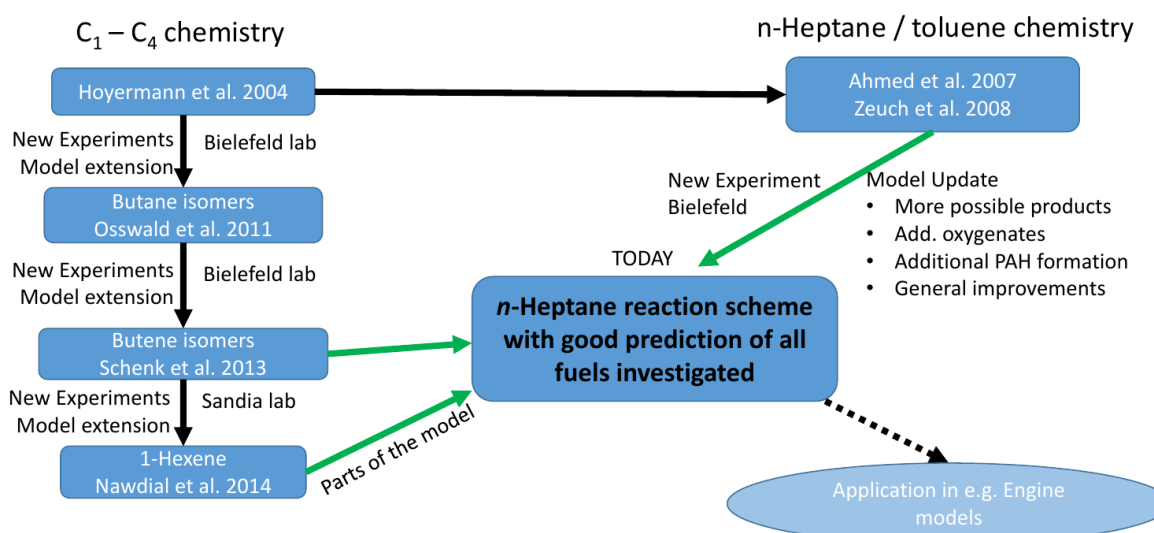 C1 – C4 chemistry
n-Heptane / toluene chemistry
Hoyermann et al. 2004
Ahmed et al. 2007
Zeuch et al. 2008
New Experiments
Model extension
Bielefeld lab
Butane isomers
Osswald et al. 2011
New Experiments
Model extension
Bielefeld lab
Butene isomers
Schenk et al. 2013
New Experiments
Model extension
Sandia lab
1-Hexene
Nawdial et al. 2014
Parts of the model
New Experiment
Bielefeld
Model Update
• More possible products
• Add. oxygenates
• Additional PAH formation
• General improvements
TODAY
n-Heptane reaction scheme
with good prediction of all
fuels investigated
Application in e.g. Engine
models